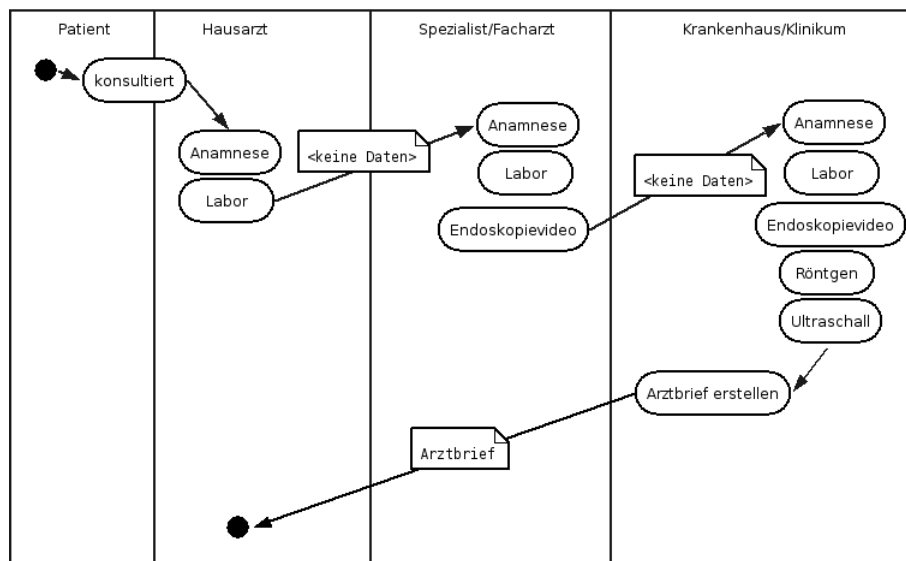 Patient
Hausarzt
Spezialist/Facharzt
Krankenhaus/Klinikum
konsultiert
Anamnese
Labor
<keine Daten>
Anamnese
Labor
Endoskopievideo
<keine Daten>
Anamnese
Labor
Endoskopievideo
Röntgen
Ultraschall
Arztbrief erstellen
Arztbrief